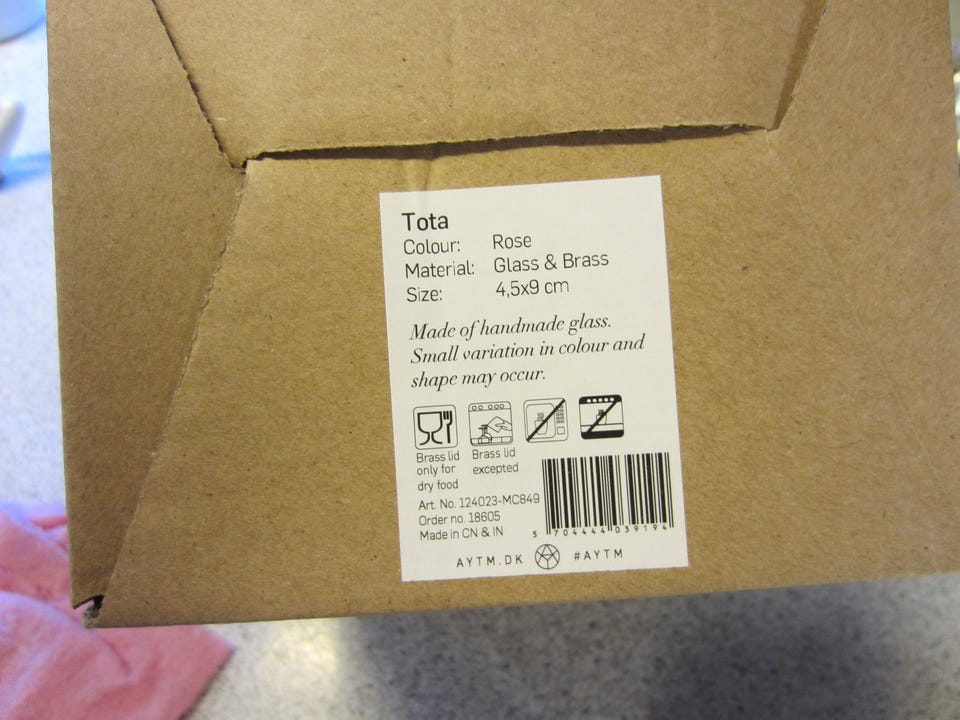 Tota
Colour: Rose
Material: Glass & Brass
Size: 4,5x9 cm
Made of handmade glass.
Small variation in colour and
shape may occur.
Brass lid
only for
dry food
Brass lid
excepted
Art. No. 124023-MC849
Order no. 18605
Made in CN & IN
5 704444 039194
AYTM.DK #AYTM